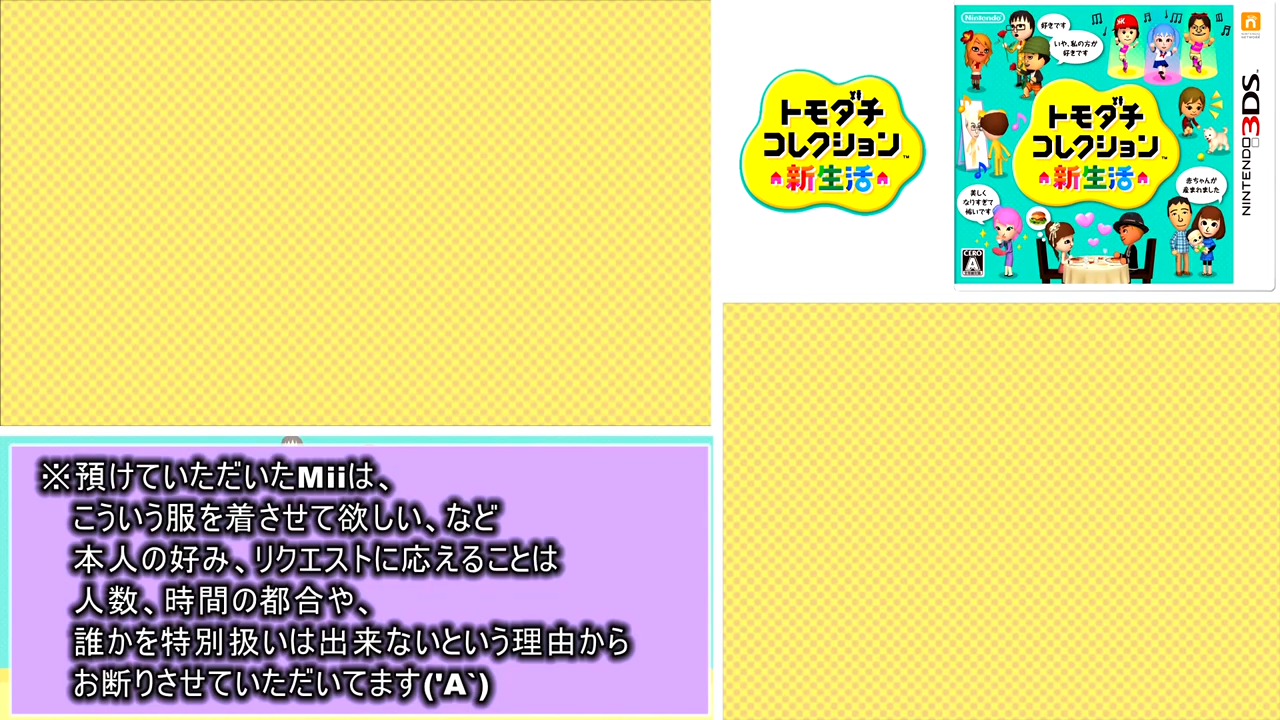 トモダチ
コレクション
新生活
™
Nintendo
好きです
いや、私の方が
好きです
トモダチ
コレクション
新生活
™
赤ちゃんが
産まれました
美しく
なりすぎて
怖いです
CERO
A
NINTENDO 3DS
※預けていただいたMiiは、
こういう服を着させて欲しい、など
本人の好み、リクエストに応えることは
人数、時間の都合や、
誰かを特別扱いは出来ないという理由から
お断りさせていただいてます('A`)